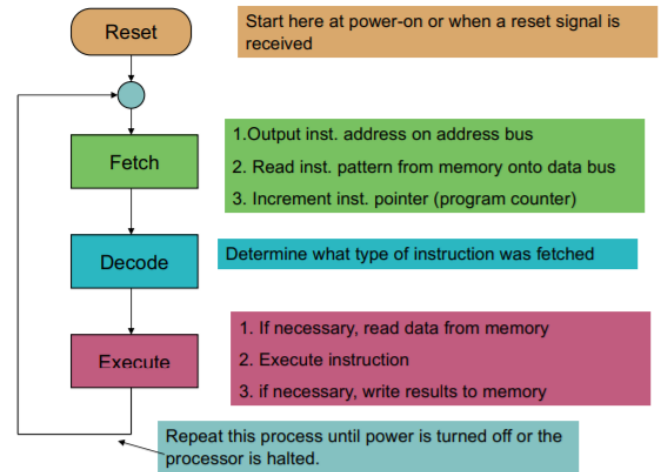 Reset
Start here at power-on or when a reset signal is
received
Fetch
1.Output inst. address on address bus
2. Read inst. pattern from memory onto data bus
3. Increment inst. pointer (program counter)
Decode
Determine what type of instruction was fetched
Execute
1. If necessary, read data from memory
2. Execute instruction
3. if necessary, write results to memory
Repeat this process until power is turned off or the
processor is halted.